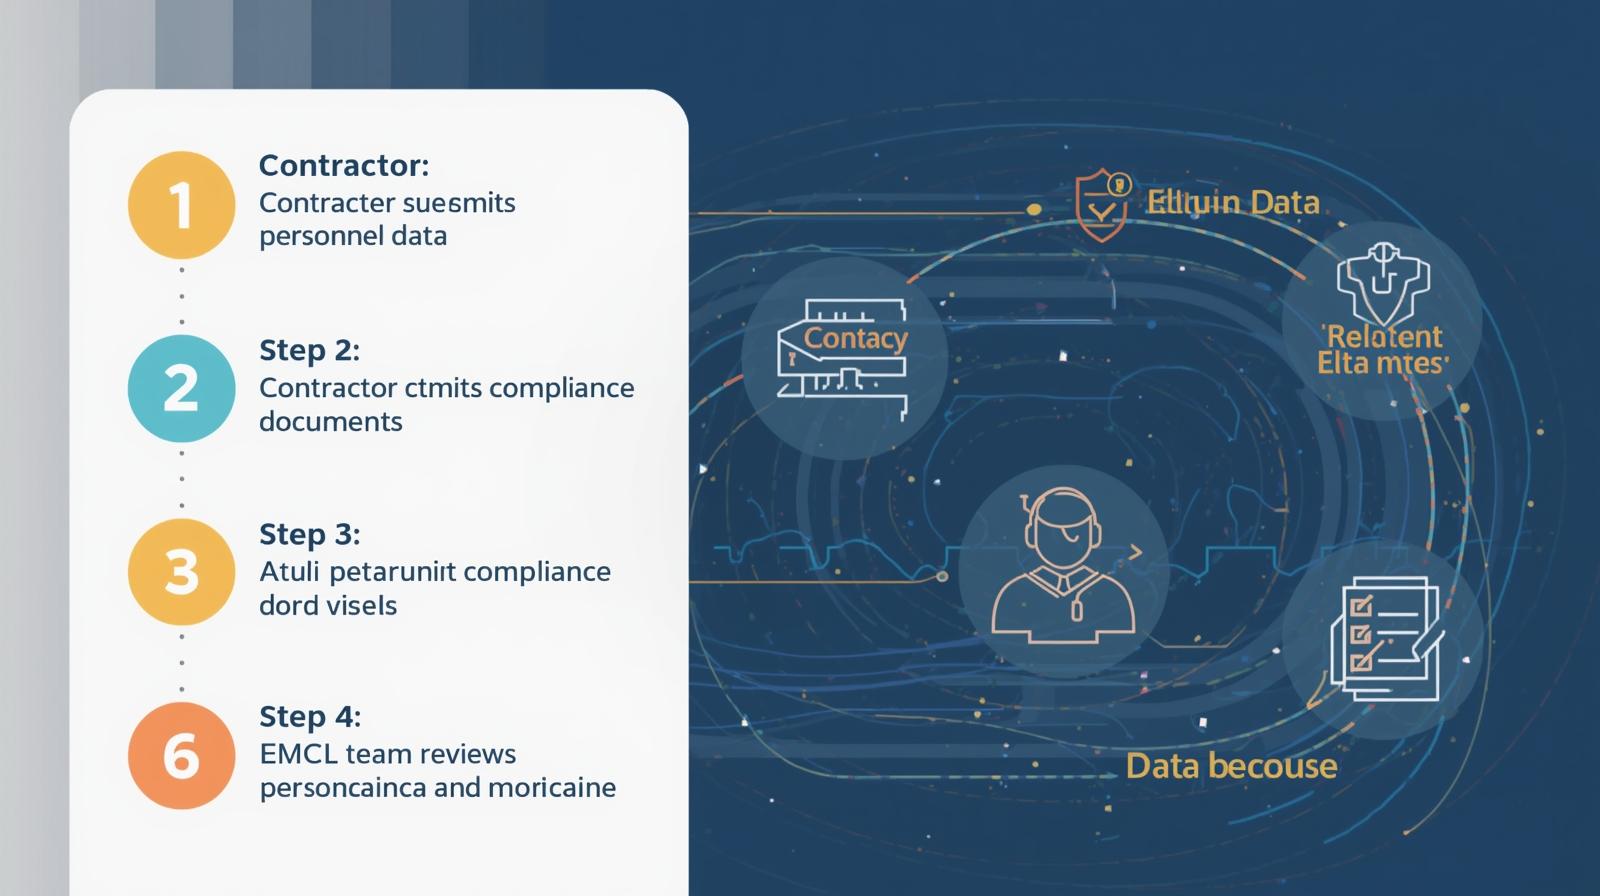 1
Contractor:
Contracter suesmits
personnel data
2
Step 2:
Contractor ctmits compliance
documents
3
Step 3:
Atuli petaruniit compliance
dord visels
6
Step 4:
EMCL team reviews
personcainca and moricaine
Elluin Data
Contacy
'Relotent
Elta mtes'
Data becouse